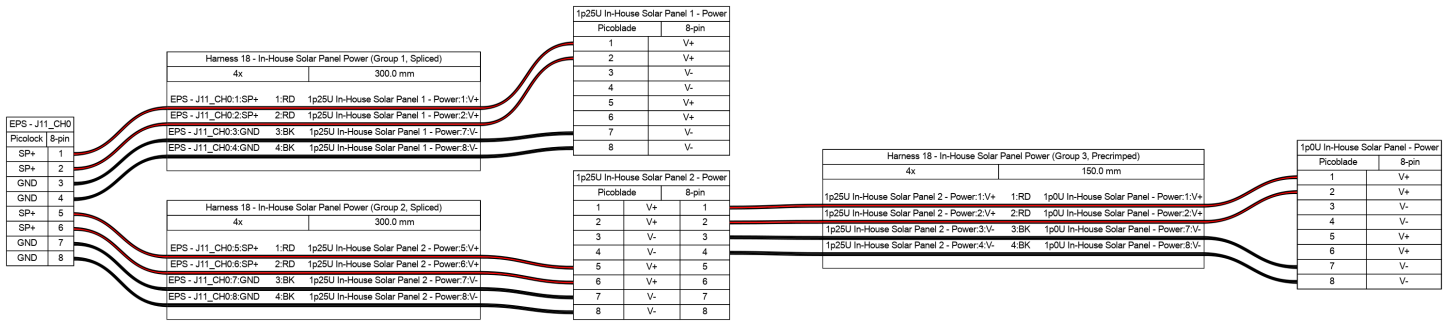 EPS - J11_CH0
Picolock 8-pin
SP+ 1
SP+ 2
GND 3
GND 4
SP+ 5
SP+ 6
GND 7
GND 8
Harness 18 - In-House Solar Panel Power (Group 1, Spliced)
4x 300.0 mm
EPS - J11_CH0:1:SP+ 1:RD 1p25U In-House Solar Panel 1 - Power:1:V+
EPS - J11_CH0:2:SP+ 2:RD 1p25U In-House Solar Panel 1 - Power:2:V+
EPS - J11_CH0:3:GND 3:BK 1p25U In-House Solar Panel 1 - Power:7:V-
EPS - J11_CH0:4:GND 4:BK 1p25U In-House Solar Panel 1 - Power:8:V-
Harness 18 - In-House Solar Panel Power (Group 2, Spliced)
4x 300.0 mm
EPS - J11_CH0:5:SP+ 1:RD 1p25U In-House Solar Panel 2 - Power:5:V+
EPS - J11_CH0:6:SP+ 2:RD 1p25U In-House Solar Panel 2 - Power:6:V+
EPS - J11_CH0:7:GND 3:BK 1p25U In-House Solar Panel 2 - Power:7:V-
EPS - J11_CH0:8:GND 4:BK 1p25U In-House Solar Panel 2 - Power:8:V-
1p25U In-House Solar Panel 1 - Power
Picoblade 8-pin
1 V+
2 V+
3 V-
4 V-
5 V+
6 V+
7 V-
8 V-
1p25U In-House Solar Panel 2 - Power
Picoblade 8-pin
1 V+ 1
2 V+ 2
3 V- 3
4 V- 4
5 V+ 5
6 V+ 6
7 V- 7
8 V- 8
Harness 18 - In-House Solar Panel Power (Group 3, Precrimped)
4x 150.0 mm
1p25U In-House Solar Panel 2 - Power:1:V+ 1:RD 1p0U In-House Solar Panel - Power:1:V+
1p25U In-House Solar Panel 2 - Power:2:V+ 2:RD 1p0U In-House Solar Panel - Power:2:V+
1p25U In-House Solar Panel 2 - Power:3:V- 3:BK 1p0U In-House Solar Panel - Power:7:V-
1p25U In-House Solar Panel 2 - Power:4:V- 4:BK 1p0U In-House Solar Panel - Power:8:V-
1p0U In-House Solar Panel - Power
Picoblade 8-pin
1 V+
2 V+
3 V-
4 V-
5 V+
6 V+
7 V-
8 V-